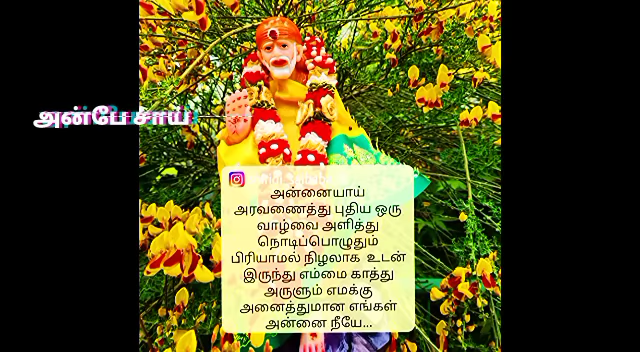 அன்பே சாய்
அன்னையாய்
அரவணைத்து புதிய ஒரு
வாழ்வை அளித்து
நொடிப்பொழுதும்
பிரியாமல் நிழலாக உடன்
இருந்து எம்மை காத்து
அருளும் எமக்கு
அனைத்துமான எங்கள்
அன்னை நீயே...